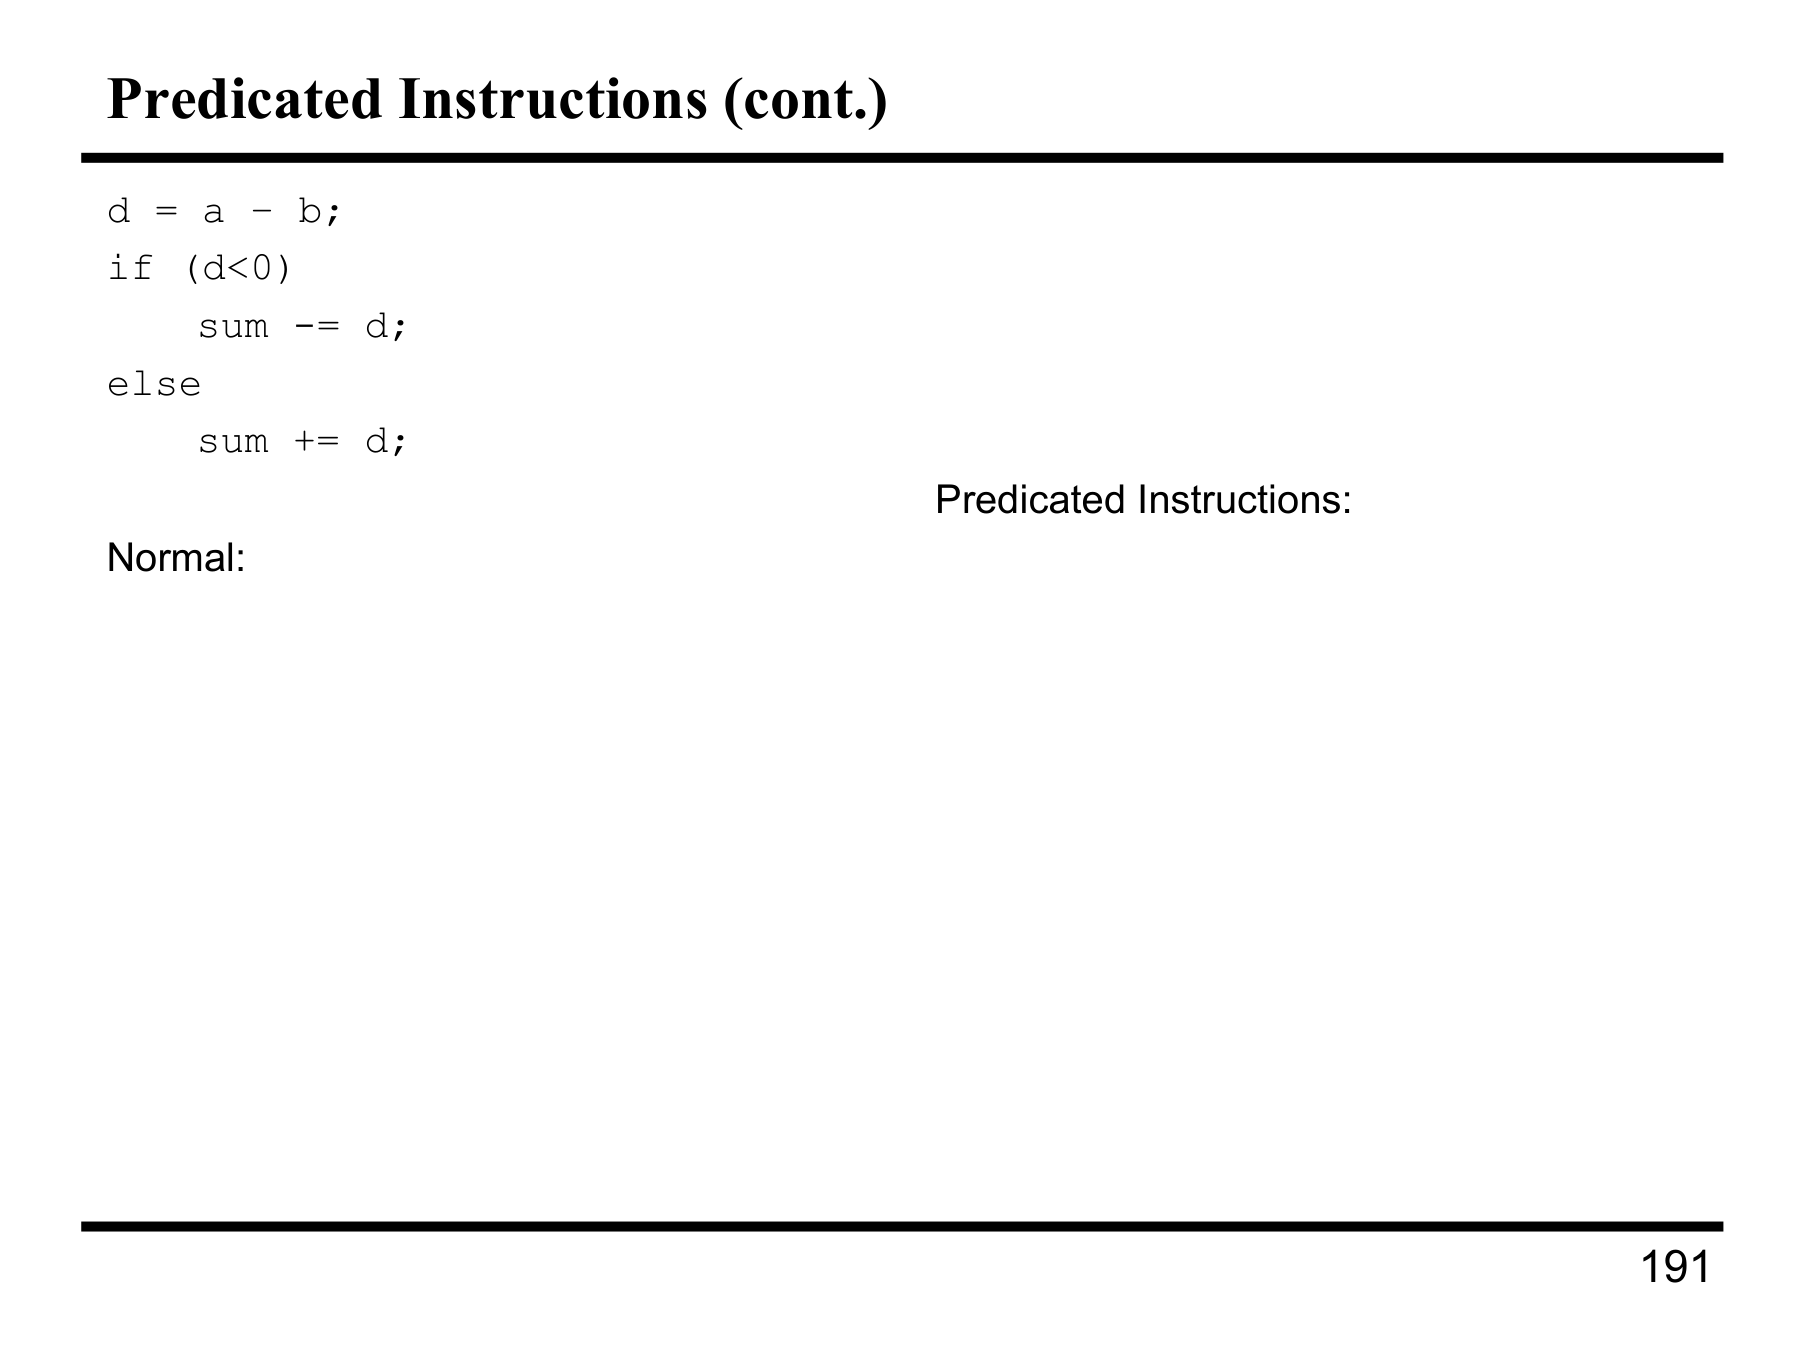 Predicated Instructions (cont.)
d = a – b;
if (d<0)
sum -= d;
else
sum += d;
Predicated Instructions:
Normal:
191